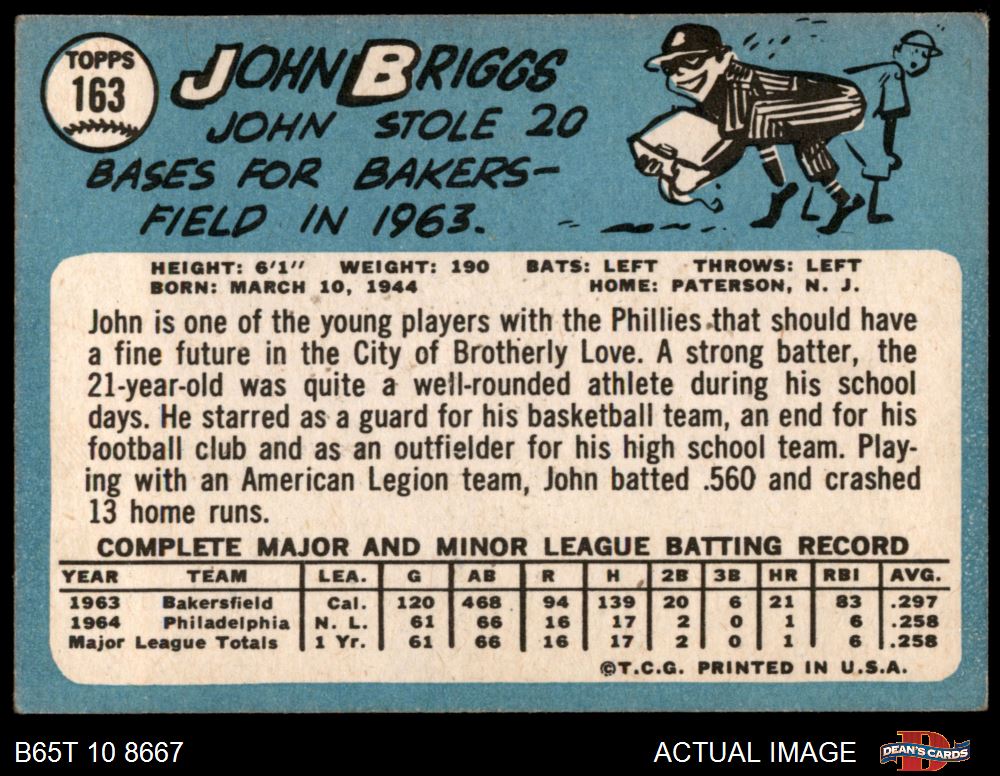 TOPPS
163
JOHN BRIGGS
JOHN STOLE 20
BASES FOR BAKERS-
FIELD IN 1963.
HEIGHT: 6'1" WEIGHT: 190 BATS: LEFT THROWS: LEFT
BORN: MARCH 10, 1944 HOME: PATERSON, N. J.
John is one of the young players with the Phillies that should have
a fine future in the City of Brotherly Love. A strong batter, the
21-year-old was quite a well-rounded athlete during his school
days. He starred as a guard for his basketball team, an end for his
football club and as an outfielder for his high school team. Play-
ing with an American Legion team, John batted .560 and crashed
13 home runs.
COMPLETE MAJOR AND MINOR LEAGUE BATTING RECORD
YEAR TEAM LEA. G AB R H 2B 3B HR RBI AVG.
1963 Bakersfield Cal. 120 468 94 139 20 6 21 83 .297
1964 Philadelphia N. L. 61 66 16 17 2 0 1 6 .258
Major League Totals 1 Yr. 61 66 16 17 2 0 1 6 .258
©T.C.G. PRINTED IN U.S.A.
B65T 10 8667 ACTUAL IMAGE DEAN'S CARDS